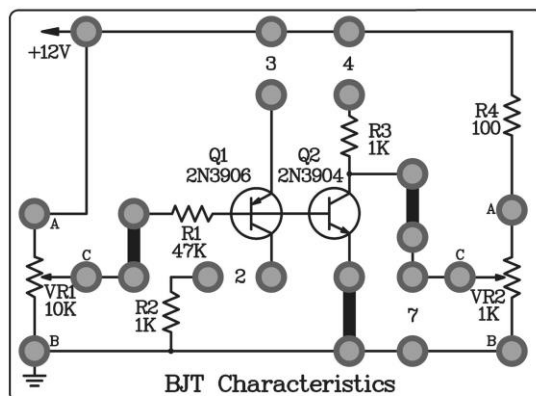 +12V
3
4
R4
100
R3
1K
Q1
2N3906
Q2
2N3904
A
A
R1
47K
C
2
C
VR1
10K
R2
1K
7
VR2
1K
B
B
BJT Characteristics